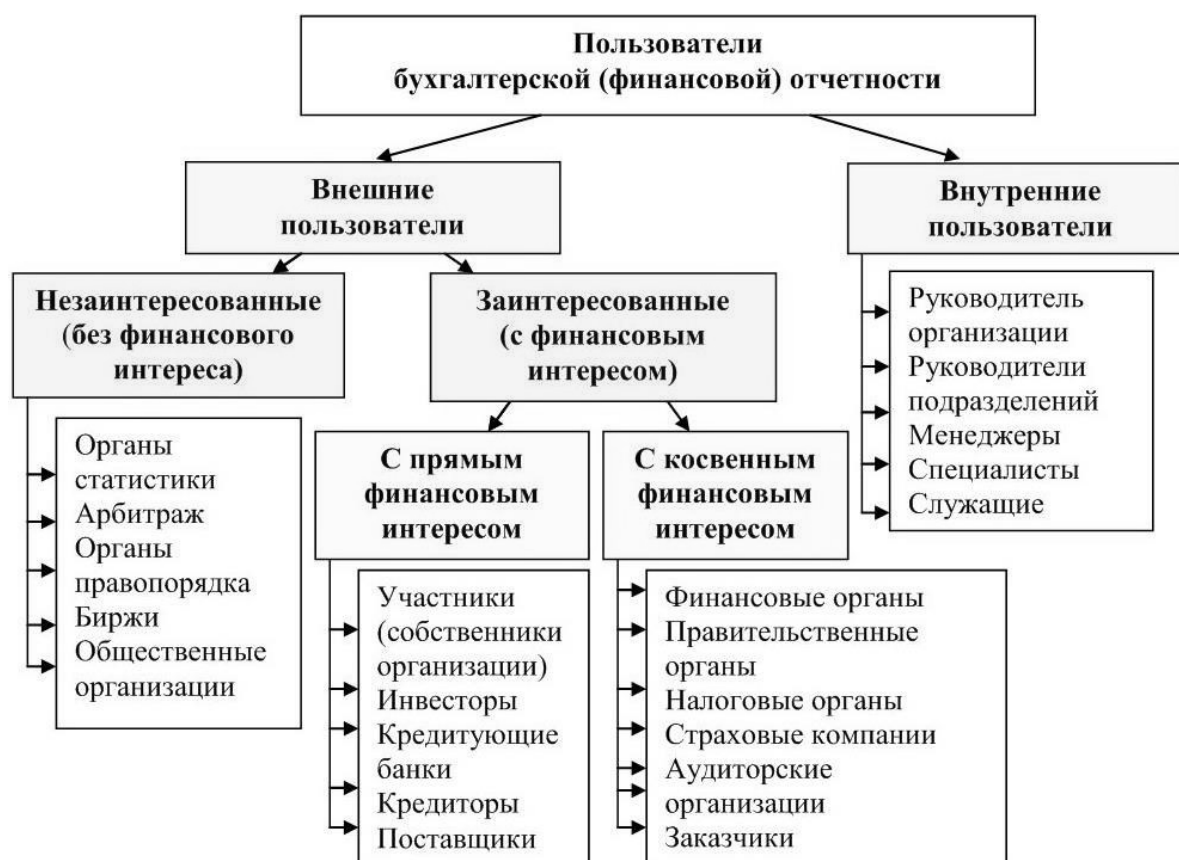 Пользователи
бухгалтерской (финансовой) отчетности
Внешние
пользователи
Внутренние
пользователи
Незаинтересованные
(без финансового
интереса)
Заинтересованные
(с финансовым
интересом)
Руководитель
организации
Руководители
подразделений
Менеджеры
Специалисты
Служащие
Органы
статистики
Арбитраж
Органы
правопорядка
Биржи
Общественные
организации
С прямым
финансовым
интересом
С косвенным
финансовым
интересом
Участники
(собственники
организации)
Инвесторы
Кредитующие
банки
Кредиторы
Поставщики
Финансовые органы
Правительственные
органы
Налоговые органы
Страховые компании
Аудиторские
организации
Заказчики